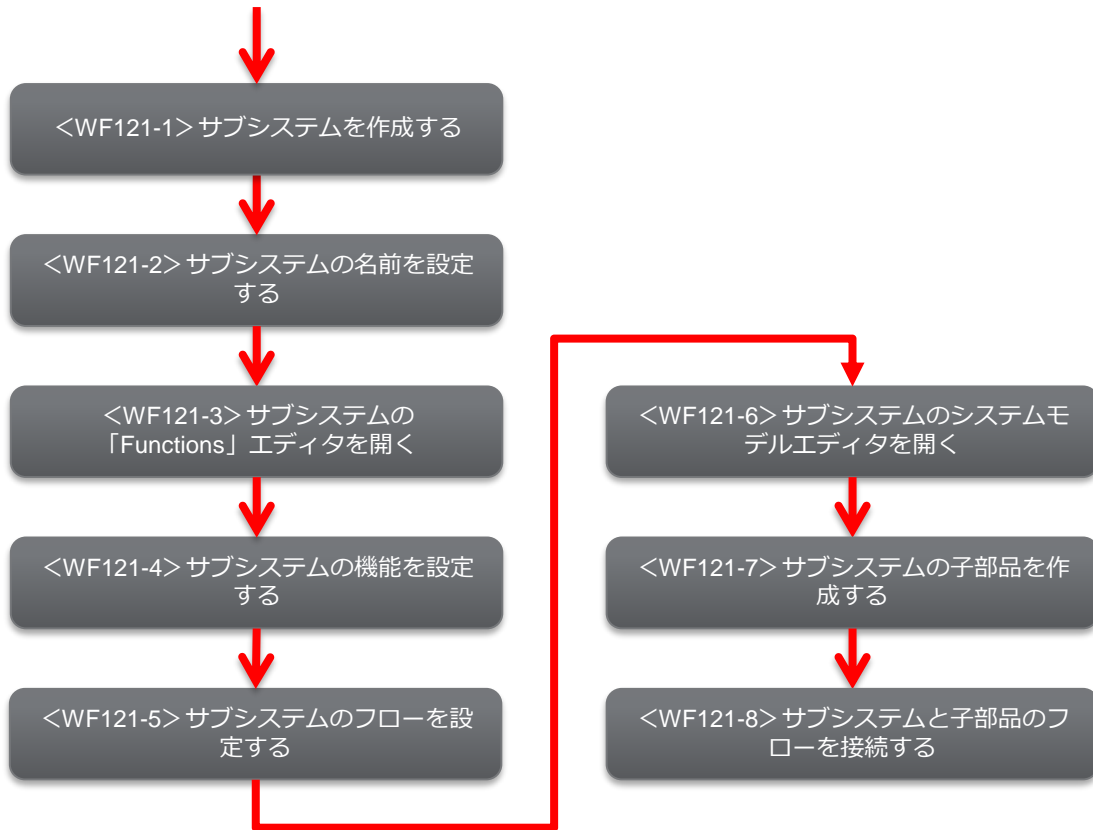 ＜WF121-1＞サブシステムを作成する
＜WF121-2＞サブシステムの名前を設定
する
＜WF121-3＞サブシステムの
「Functions」エディタを開く
＜WF121-4＞サブシステムの機能を設定
する
＜WF121-5＞サブシステムのフローを設
定する
＜WF121-6＞サブシステムのシステムモ
デルエディタを開く
＜WF121-7＞サブシステムの子部品を作
成する
＜WF121-8＞サブシステムと子部品のフ
ローを接続する